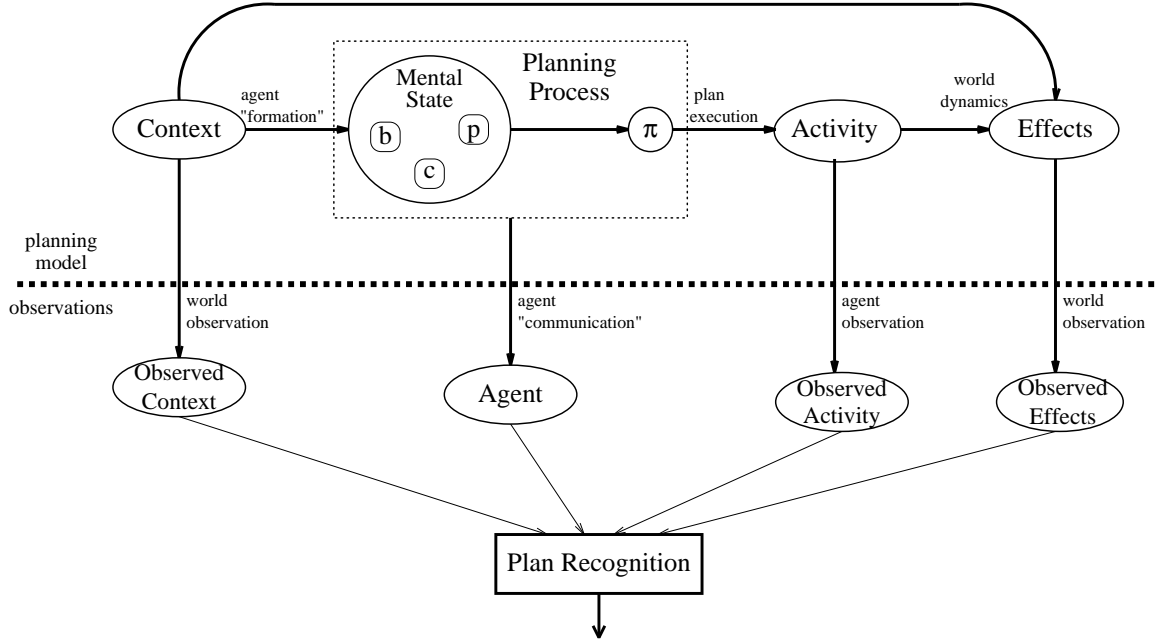 Planning
Process
Mental
State
b
p
c
π
agent
"formation"
plan
execution
world
dynamics
Context
Activity
Effects
planning
model
observations
world
observation
agent
"communication"
agent
observation
world
observation
Observed
Context
Agent
Observed
Activity
Observed
Effects
Plan Recognition